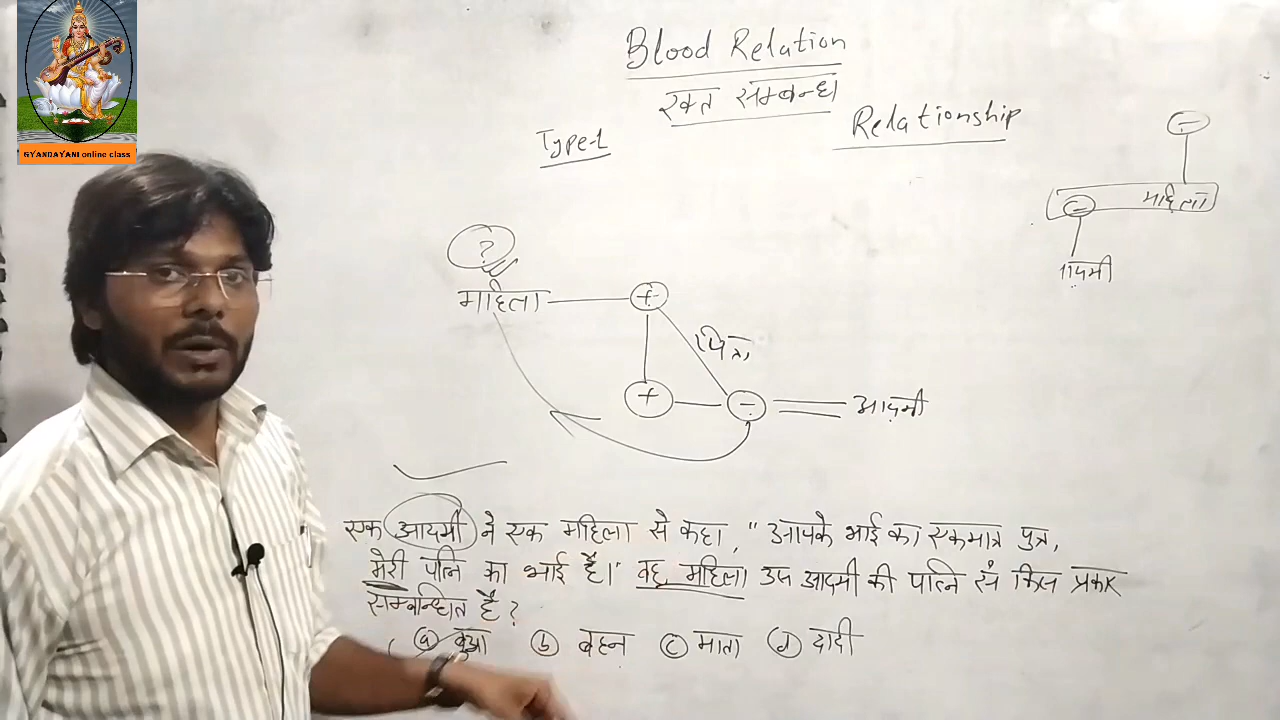 GYANDAYANI online class
Blood Relation
रक्त सम्बन्ध
Type-1
Relationship
-
- महिला
?
महिला
+
पिता
+
-
आदमी
एक आदमी ने एक महिला से कहा, "आपके भाई का एकमात्र पुत्र,
मेरी पत्नि का भाई है।" वह महिला उस आदमी की पत्नि से किस प्रकार
सम्बन्धित है?
(a) बुआ (b) बहन (c) माता (d) दादी